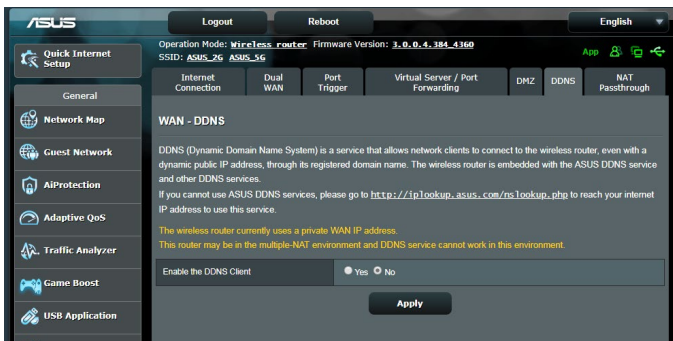 ASUS
Logout
Reboot
English
Quick Internet
Setup
Operation Mode: Wireless router Firmware Version: 3.0.0.4.384_4360
SSID: ASUS_2G ASUS_5G
App
General
Network Map
Guest Network
AiProtection
Adaptive QoS
Traffic Analyzer
Game Boost
USB Application
Internet
Connection
Dual
WAN
Port
Trigger
Virtual Server / Port
Forwarding
DMZ
DDNS
NAT
Passthrough
WAN - DDNS
DDNS (Dynamic Domain Name System) is a service that allows network clients to connect to the wireless router, even with a
dynamic public IP address, through its registered domain name. The wireless router is embedded with the ASUS DDNS service
and other DDNS services.
If you cannot use ASUS DDNS services, please go to http://iplookup.asus.com/nslookup.php to reach your internet
IP address to use this service.
The wireless router currently uses a private WAN IP
address.
This router may be in the multiple-NAT environment and DDNS service cannot work in this environment.
Enable the DDNS Client
Yes No
Apply